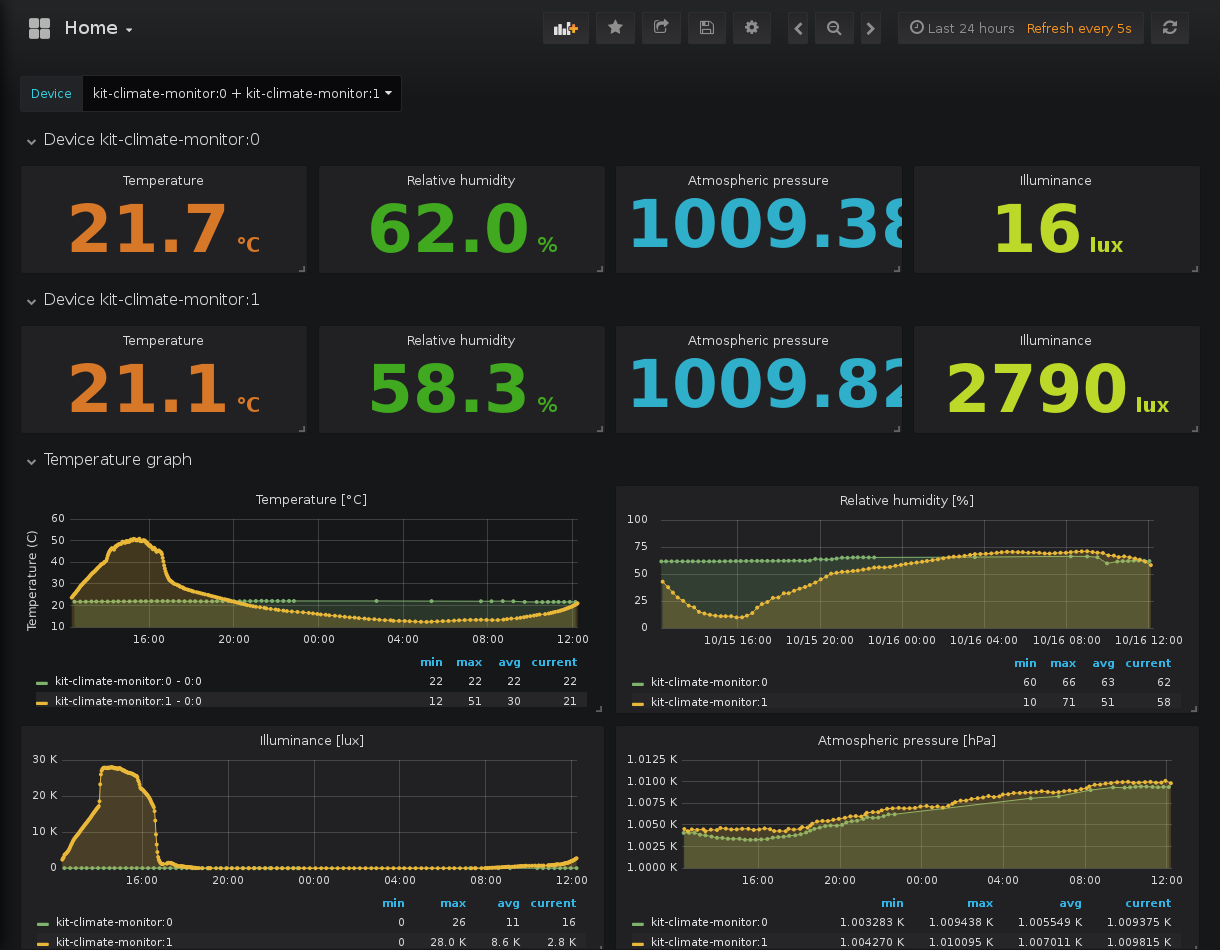 Home
Last 24 hours Refresh every 5s
Device kit-climate-monitor:0 + kit-climate-monitor:1
Device kit-climate-monitor:0
Temperature Relative humidity Atmospheric pressure Illuminance
21.7 °C 62.0 % 1009.38 16 lux
Device kit-climate-monitor:1
Temperature Relative humidity Atmospheric pressure Illuminance
21.1 °C 58.3 % 1009.82 2790 lux
Temperature graph
Temperature [°C]
Temperature (C)
60
50
40
30
20
10
16:00 20:00 00:00 04:00 08:00 12:00
min max avg current
kit-climate-monitor:0 - 0:0 22 22 22 22
kit-climate-monitor:1 - 0:0 12 51 30 21
Relative humidity [%]
100
75
50
25
0
10/15 16:00 10/15 20:00 10/16 00:00 10/16 04:00 10/16 08:00 10/16 12:00
min max avg current
kit-climate-monitor:0 60 66 63 62
kit-climate-monitor:1 10 71 51 58
Illuminance [lux]
30 K
20 K
10 K
0
16:00 20:00 00:00 04:00 08:00 12:00
min max avg current
kit-climate-monitor:0 0 26 11 16
kit-climate-monitor:1 0 28.0 K 8.6 K 2.8 K
Atmospheric pressure [hPa]
1.0125 K
1.0100 K
1.0075 K
1.0050 K
1.0025 K
1.0000 K
16:00 20:00 00:00 04:00 08:00 12:00
min max avg current
kit-climate-monitor:0 1.003283 K 1.009438 K 1.005549 K 1.009375 K
kit-climate-monitor:1 1.004270 K 1.010095 K 1.007011 K 1.009815 K